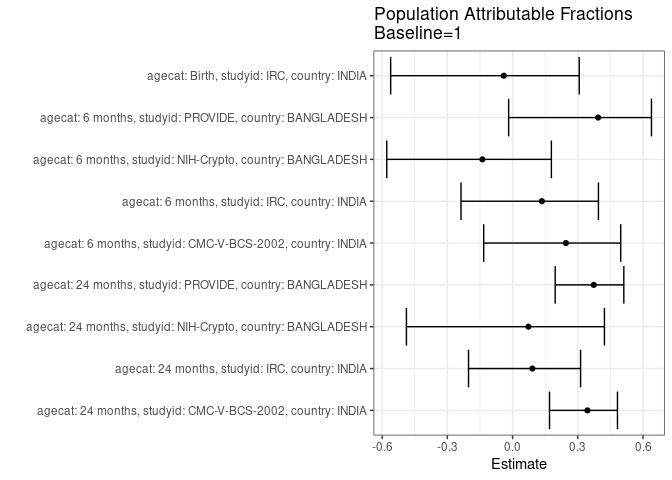 Population Attributable Fractions
Baseline=1
agecat: Birth, studyid: IRC, country: INDIA
agecat: 6 months, studyid: PROVIDE, country: BANGLADESH
agecat: 6 months, studyid: NIH-Crypto, country: BANGLADESH
agecat: 6 months, studyid: IRC, country: INDIA
agecat: 6 months, studyid: CMC-V-BCS-2002, country: INDIA
agecat: 24 months, studyid: PROVIDE, country: BANGLADESH
agecat: 24 months, studyid: NIH-Crypto, country: BANGLADESH
agecat: 24 months, studyid: IRC, country: INDIA
agecat: 24 months, studyid: CMC-V-BCS-2002, country: INDIA
-0.6 -0.3 0.0 0.3 0.6
Estimate